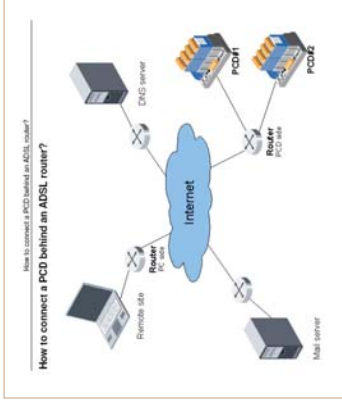 How to connect a PCD behind an ADSL router?
How to connect a PCD behind an ADSL router?
Remote site
Router
PC side
DNS server
Internet
Mail server
Router
PCD side
PCD#1
PCD#2